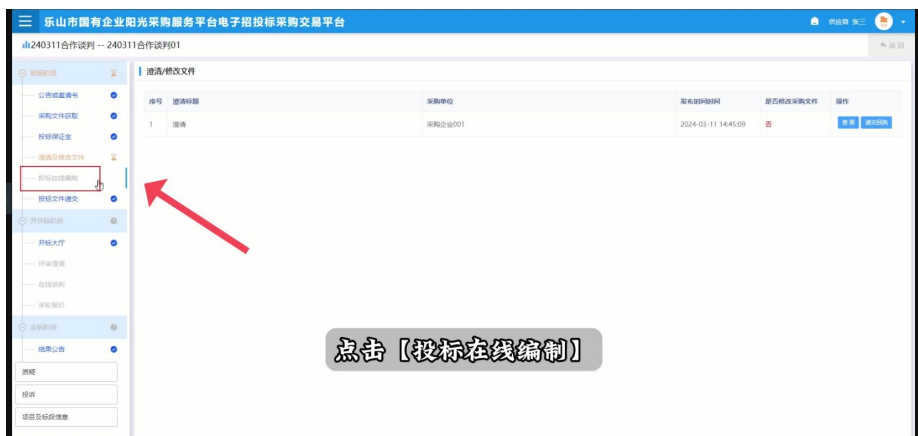 乐山市国有企业阳光采购服务平台电子招投标采购交易平台
供应商 张三
240311合作谈判 -- 240311合作谈判01
返回
投标阶段
公告或邀请书
采购文件获取
投标保证金
澄清及修改文件
投标在线编制
投标文件递交
开评标阶段
开标大厅
评审澄清
在线谈判
多轮报价
定标阶段
结果公告
质疑
投诉
项目及标段信息
澄清/修改文件
序号 澄清标题 采购单位 发布时间时间 是否修改采购文件 操作
1 澄清 采购企业001 2024-03-11 14:45:09 否 查看 递交回执
点击【投标在线编制】